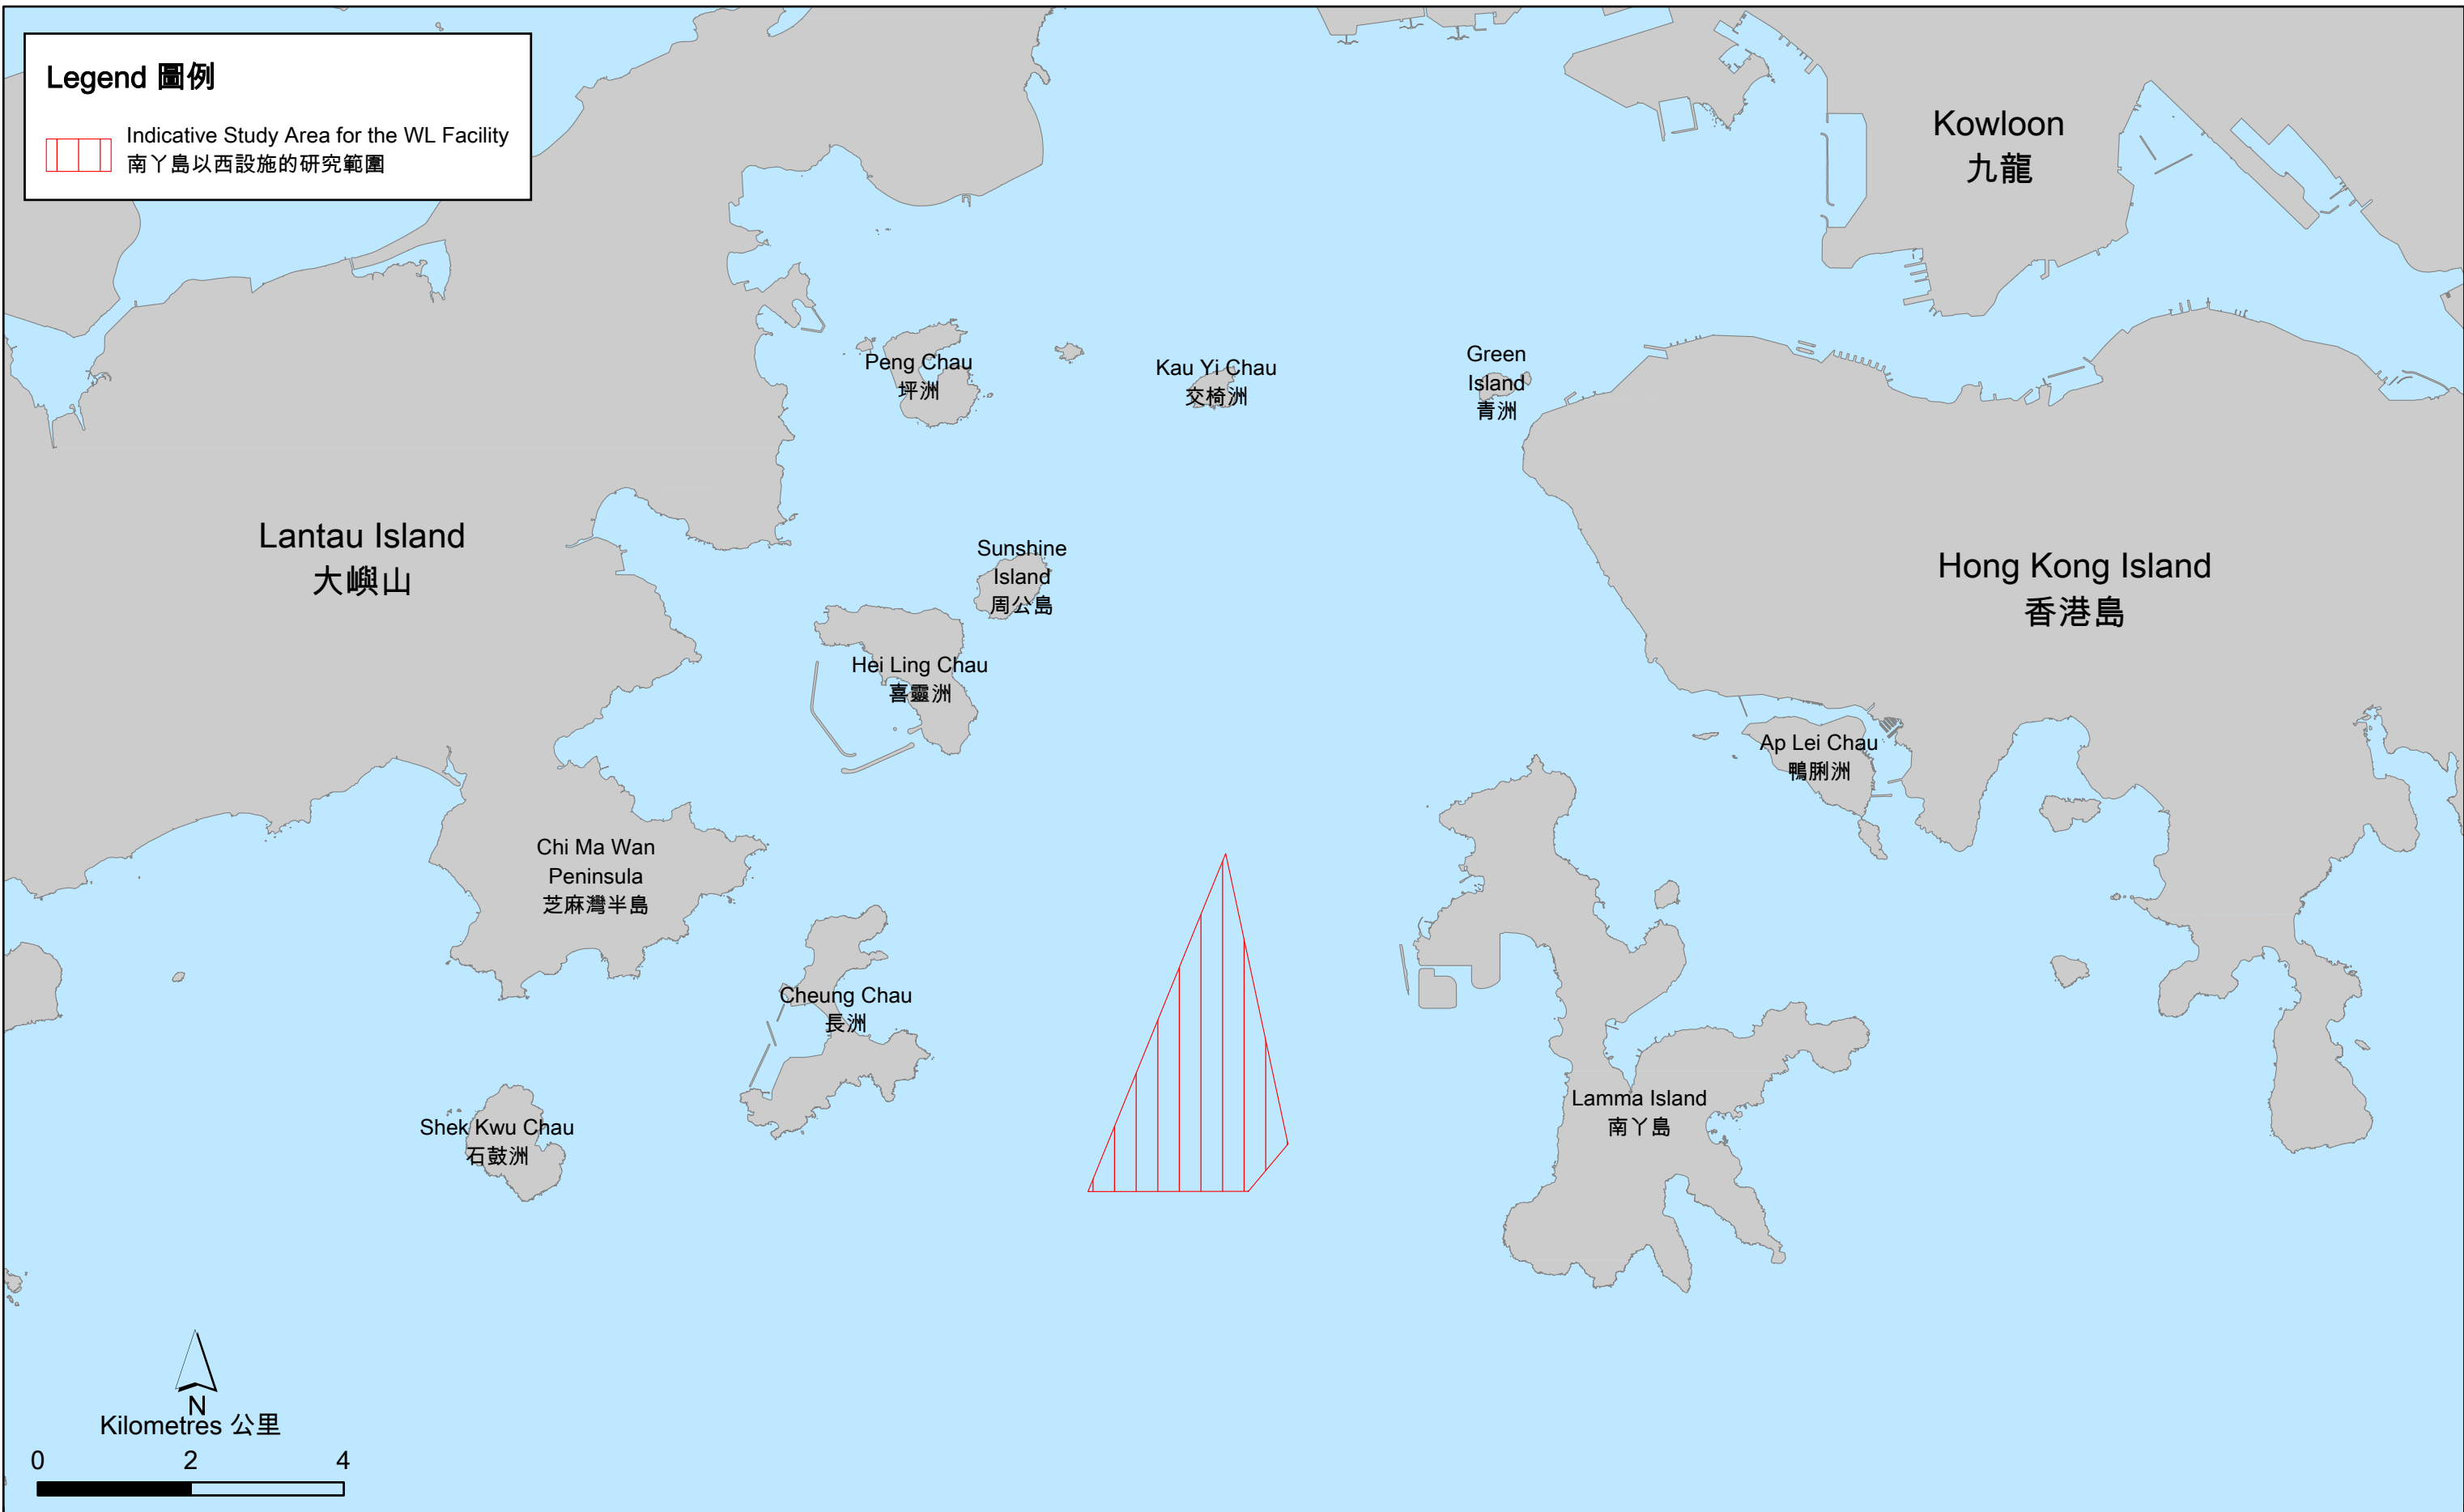 Legend 圖例
Indicative Study Area for the WL Facility
南丫島以西設施的研究範圍
Kowloon
九龍
Peng Chau
坪洲
Kau Yi Chau
交椅洲
Green
Island
青洲
Lantau Island
大嶼山
Sunshine
Island
周公島
Hong Kong Island
香港島
Hei Ling Chau
喜靈洲
Ap Lei Chau
鴨脷洲
Chi Ma Wan
Peninsula
芝麻灣半島
Cheung Chau
長洲
Lamma Island
南丫島
Shek Kwu Chau
石鼓洲
N
Kilometres 公里
0 2 4